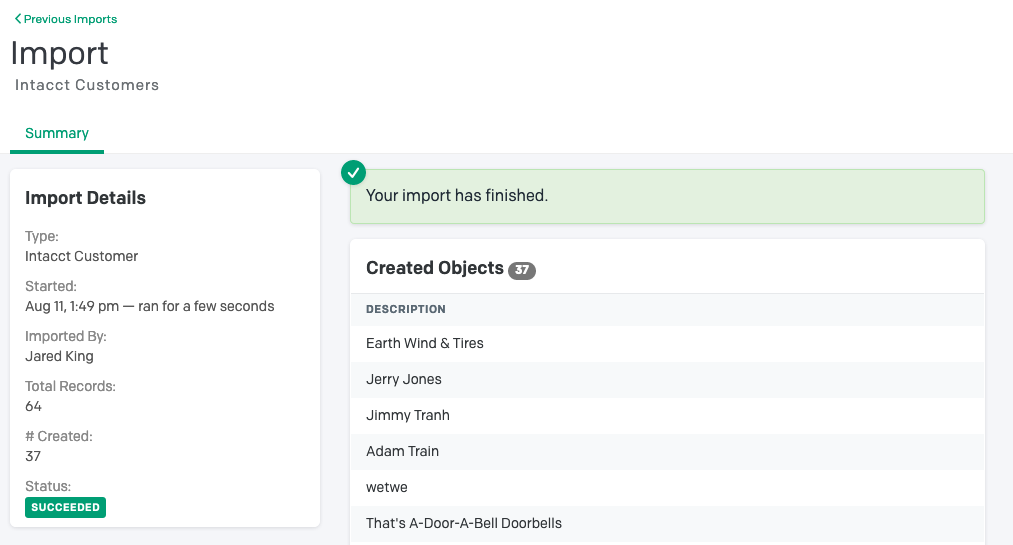 Previous Imports
Import
Intacct Customers
Summary
Import Details
Type:
Intacct Customer
Started:
Aug 11, 1:49 pm — ran for a few seconds
Imported By:
Jared King
Total Records:
64
# Created:
37
Status:
SUCCEEDED
Your import has finished.
Created Objects 37
DESCRIPTION
Earth Wind & Tires
Jerry Jones
Jimmy Tranh
Adam Train
wetwe
That's A-Door-A-Bell Doorbells